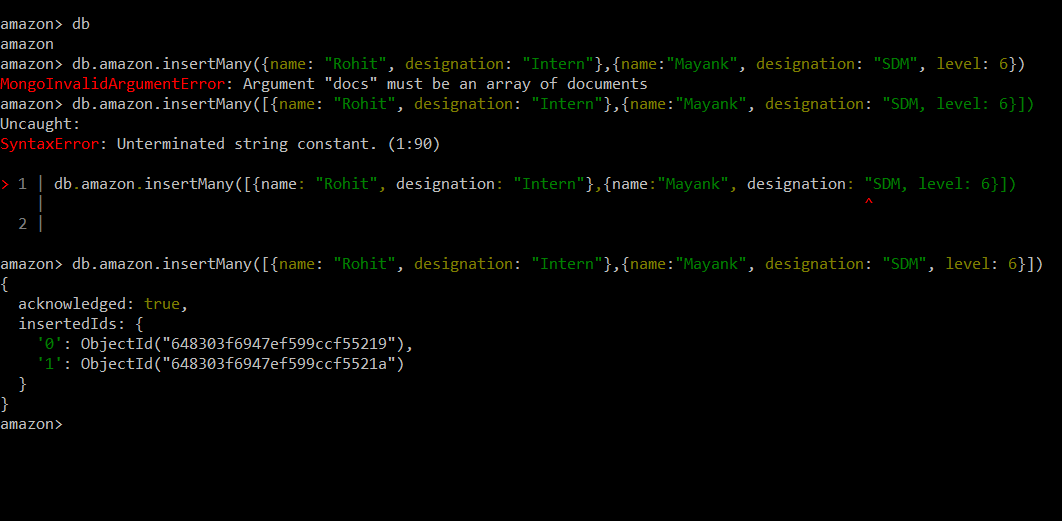 amazon> db
amazon
amazon> db.amazon.insertMany({name: "Rohit", designation: "Intern"},{name:"Mayank", designation: "SDM", level: 6})
MongoInvalidArgumentError: Argument "docs" must be an array of documents
amazon> db.amazon.insertMany([{name: "Rohit", designation: "Intern"},{name:"Mayank", designation: "SDM, level: 6}])
Uncaught:
SyntaxError: Unterminated string constant. (1:90)
> 1 | db.amazon.insertMany([{name: "Rohit", designation: "Intern"},{name:"Mayank", designation: "SDM, level: 6}])
| ^
2 |
amazon> db.amazon.insertMany([{name: "Rohit", designation: "Intern"},{name:"Mayank", designation: "SDM", level: 6}])
{
acknowledged: true,
insertedIds: {
'0': ObjectId("648303f6947ef599ccf55219"),
'1': ObjectId("648303f6947ef599ccf5521a")
}
}
amazon>